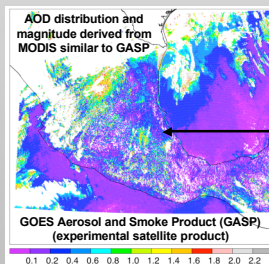 AOD distribution and
magnitude derived from
MODIS similar to GASP
GOES Aerosol and Smoke Product (GASP)
(experimental satellite product)
0.1 0.2 0.4 0.6 0.8 1.0 1.2 1.4 1.6 1.8 2.0 2.2